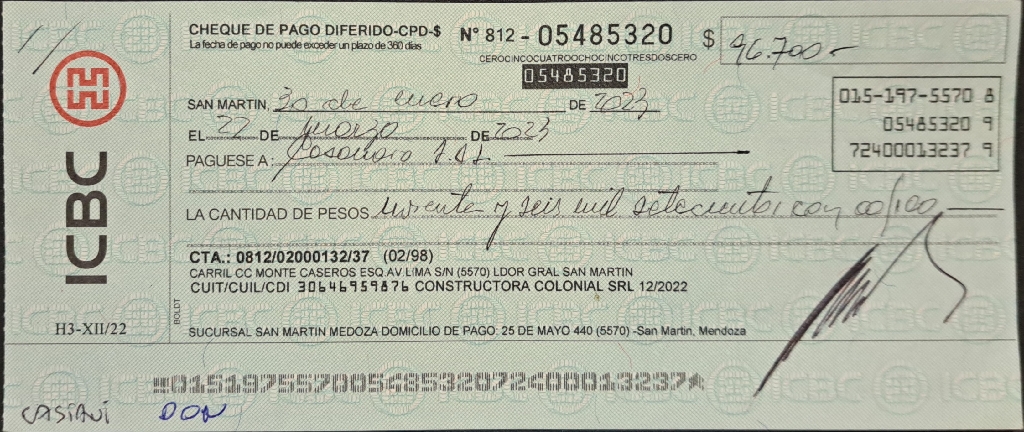 CHEQUE DE PAGO DIFERIDO-CPD-$ N° 812 - 05485320 $ 96.700-
La fecha de pago no puede exceder un plazo de 360 días
CEROCINCOCUATROOCHOCINCOTRESDOSCERO
05485320
015-197-5570 8
05485320 9
72400013237 9
SAN MARTIN, 30 de enero DE 2023
EL 22 DE Marzo DE 2023
PAGUESE A:
LA CANTIDAD DE PESOS noventa y seis mil setecientos con 00/100
ICBC
CTA.: 0812/02000132/37 (02/98)
CARRIL CC MONTE CASEROS ESQ.AV.LIMA S/N (5570) LDOR GRAL SAN MARTIN
CUIT/CUIL/CDI 30646959876 CONSTRUCTORA COLONIAL SRL 12/2022
BOLDT
H3-XII/22
SUCURSAL SAN MARTIN MEDOZA DOMICILIO DE PAGO: 25 DE MAYO 440 (5570) -San Martin, Mendoza
01519755700548532072400013237
CASTAÑI DON